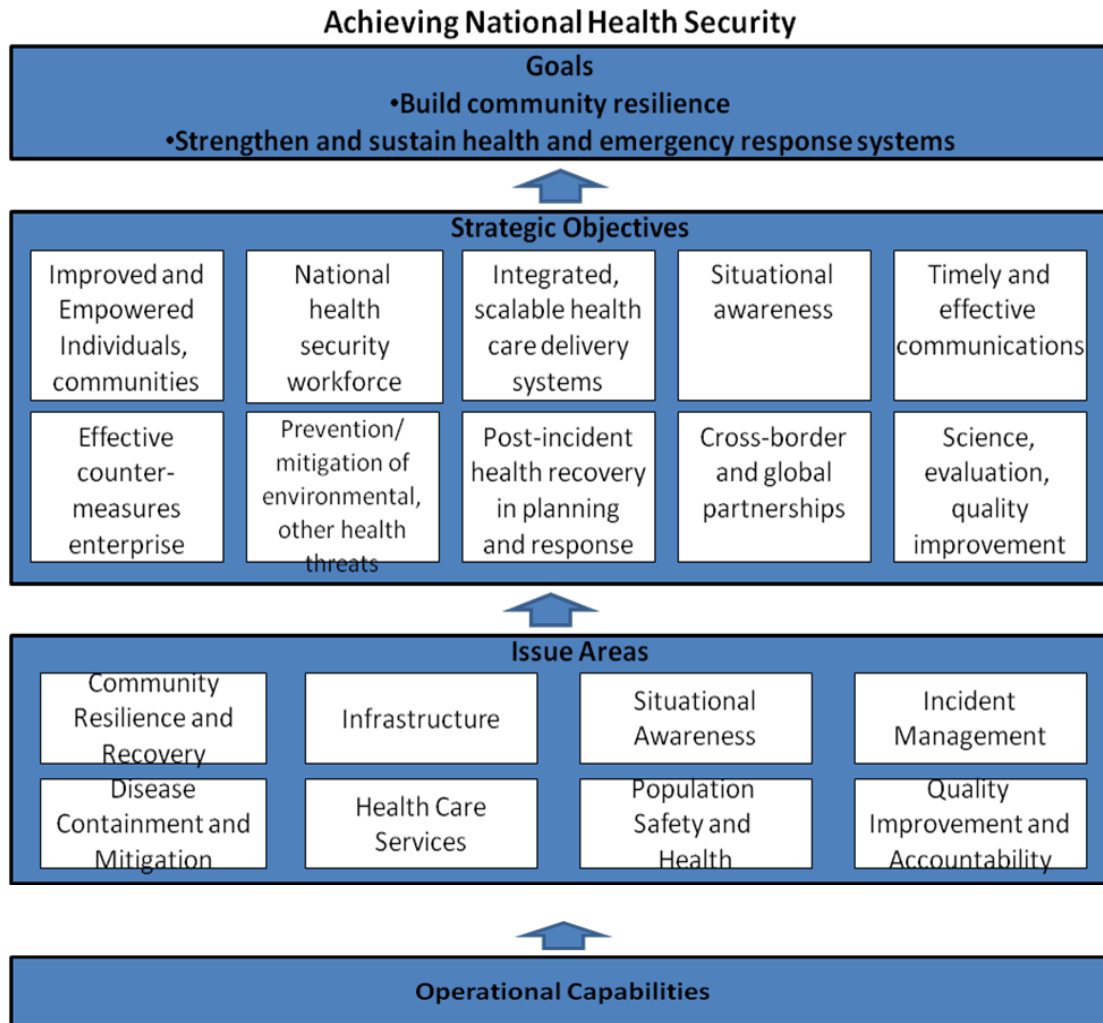 Achieving National Health Security
Goals
•Build community resilience
•Strengthen and sustain health and emergency response systems
Strategic Objectives
Improved and
Empowered
Individuals,
communities
National
health
security
workforce
Integrated,
scalable health
care delivery
systems
Situational
awareness
Timely and
effective
communications
Effective
counter-
measures
enterprise
Prevention/
mitigation of
environmental,
other health
threats
Post-incident
health recovery
in planning
and response
Cross-border
and global
partnerships
Science,
evaluation,
quality
improvement
Issue Areas
Community
Resilience and
Recovery
Infrastructure
Situational
Awareness
Incident
Management
Disease
Containment and
Mitigation
Health Care
Services
Population
Safety and
Health
Quality
Improvement and
Accountability
Operational Capabilities